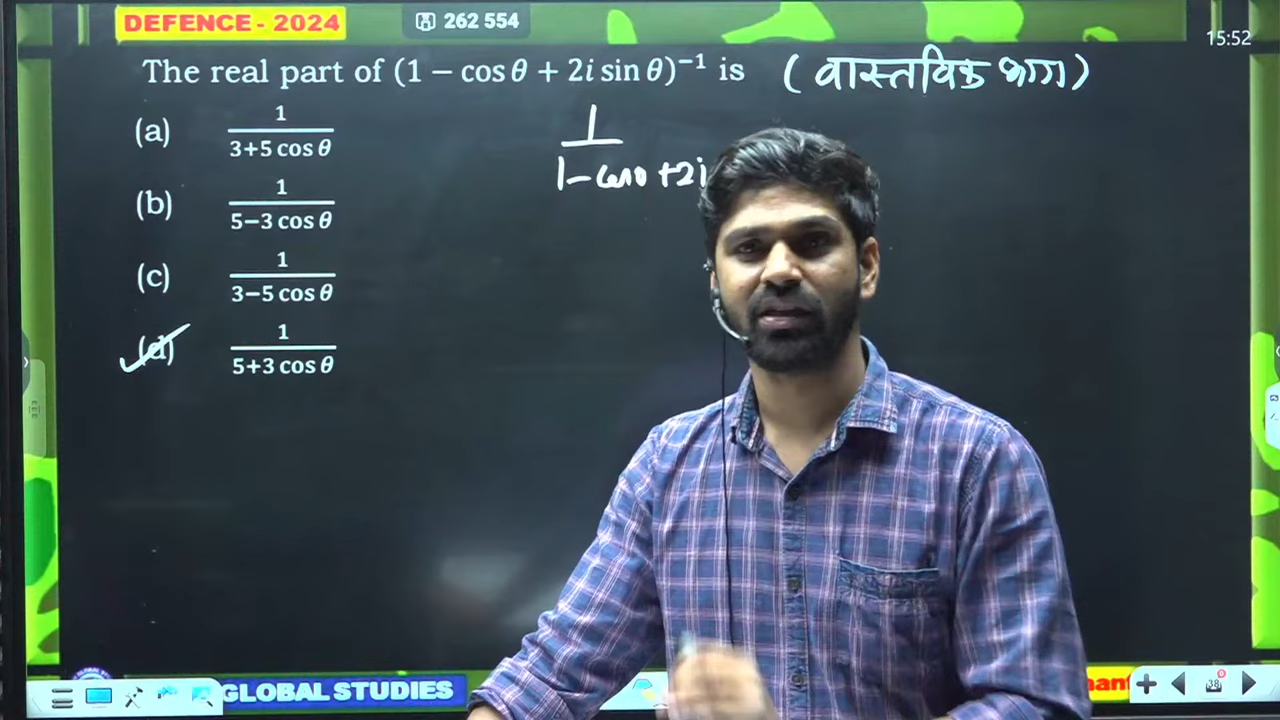 DEFENCE - 2024
262 554
15:52
The real part of (1 − cos θ + 2i sin θ)⁻¹ is (वास्तविक भाग)
(a) 1/(3+5 cos θ)
1
1 − cosθ + 2i
(b) 1/(5−3 cos θ)
(c) 1/(3−5 cos θ)
(d) 1/(5+3 cos θ)
GLOBAL STUDIES
38